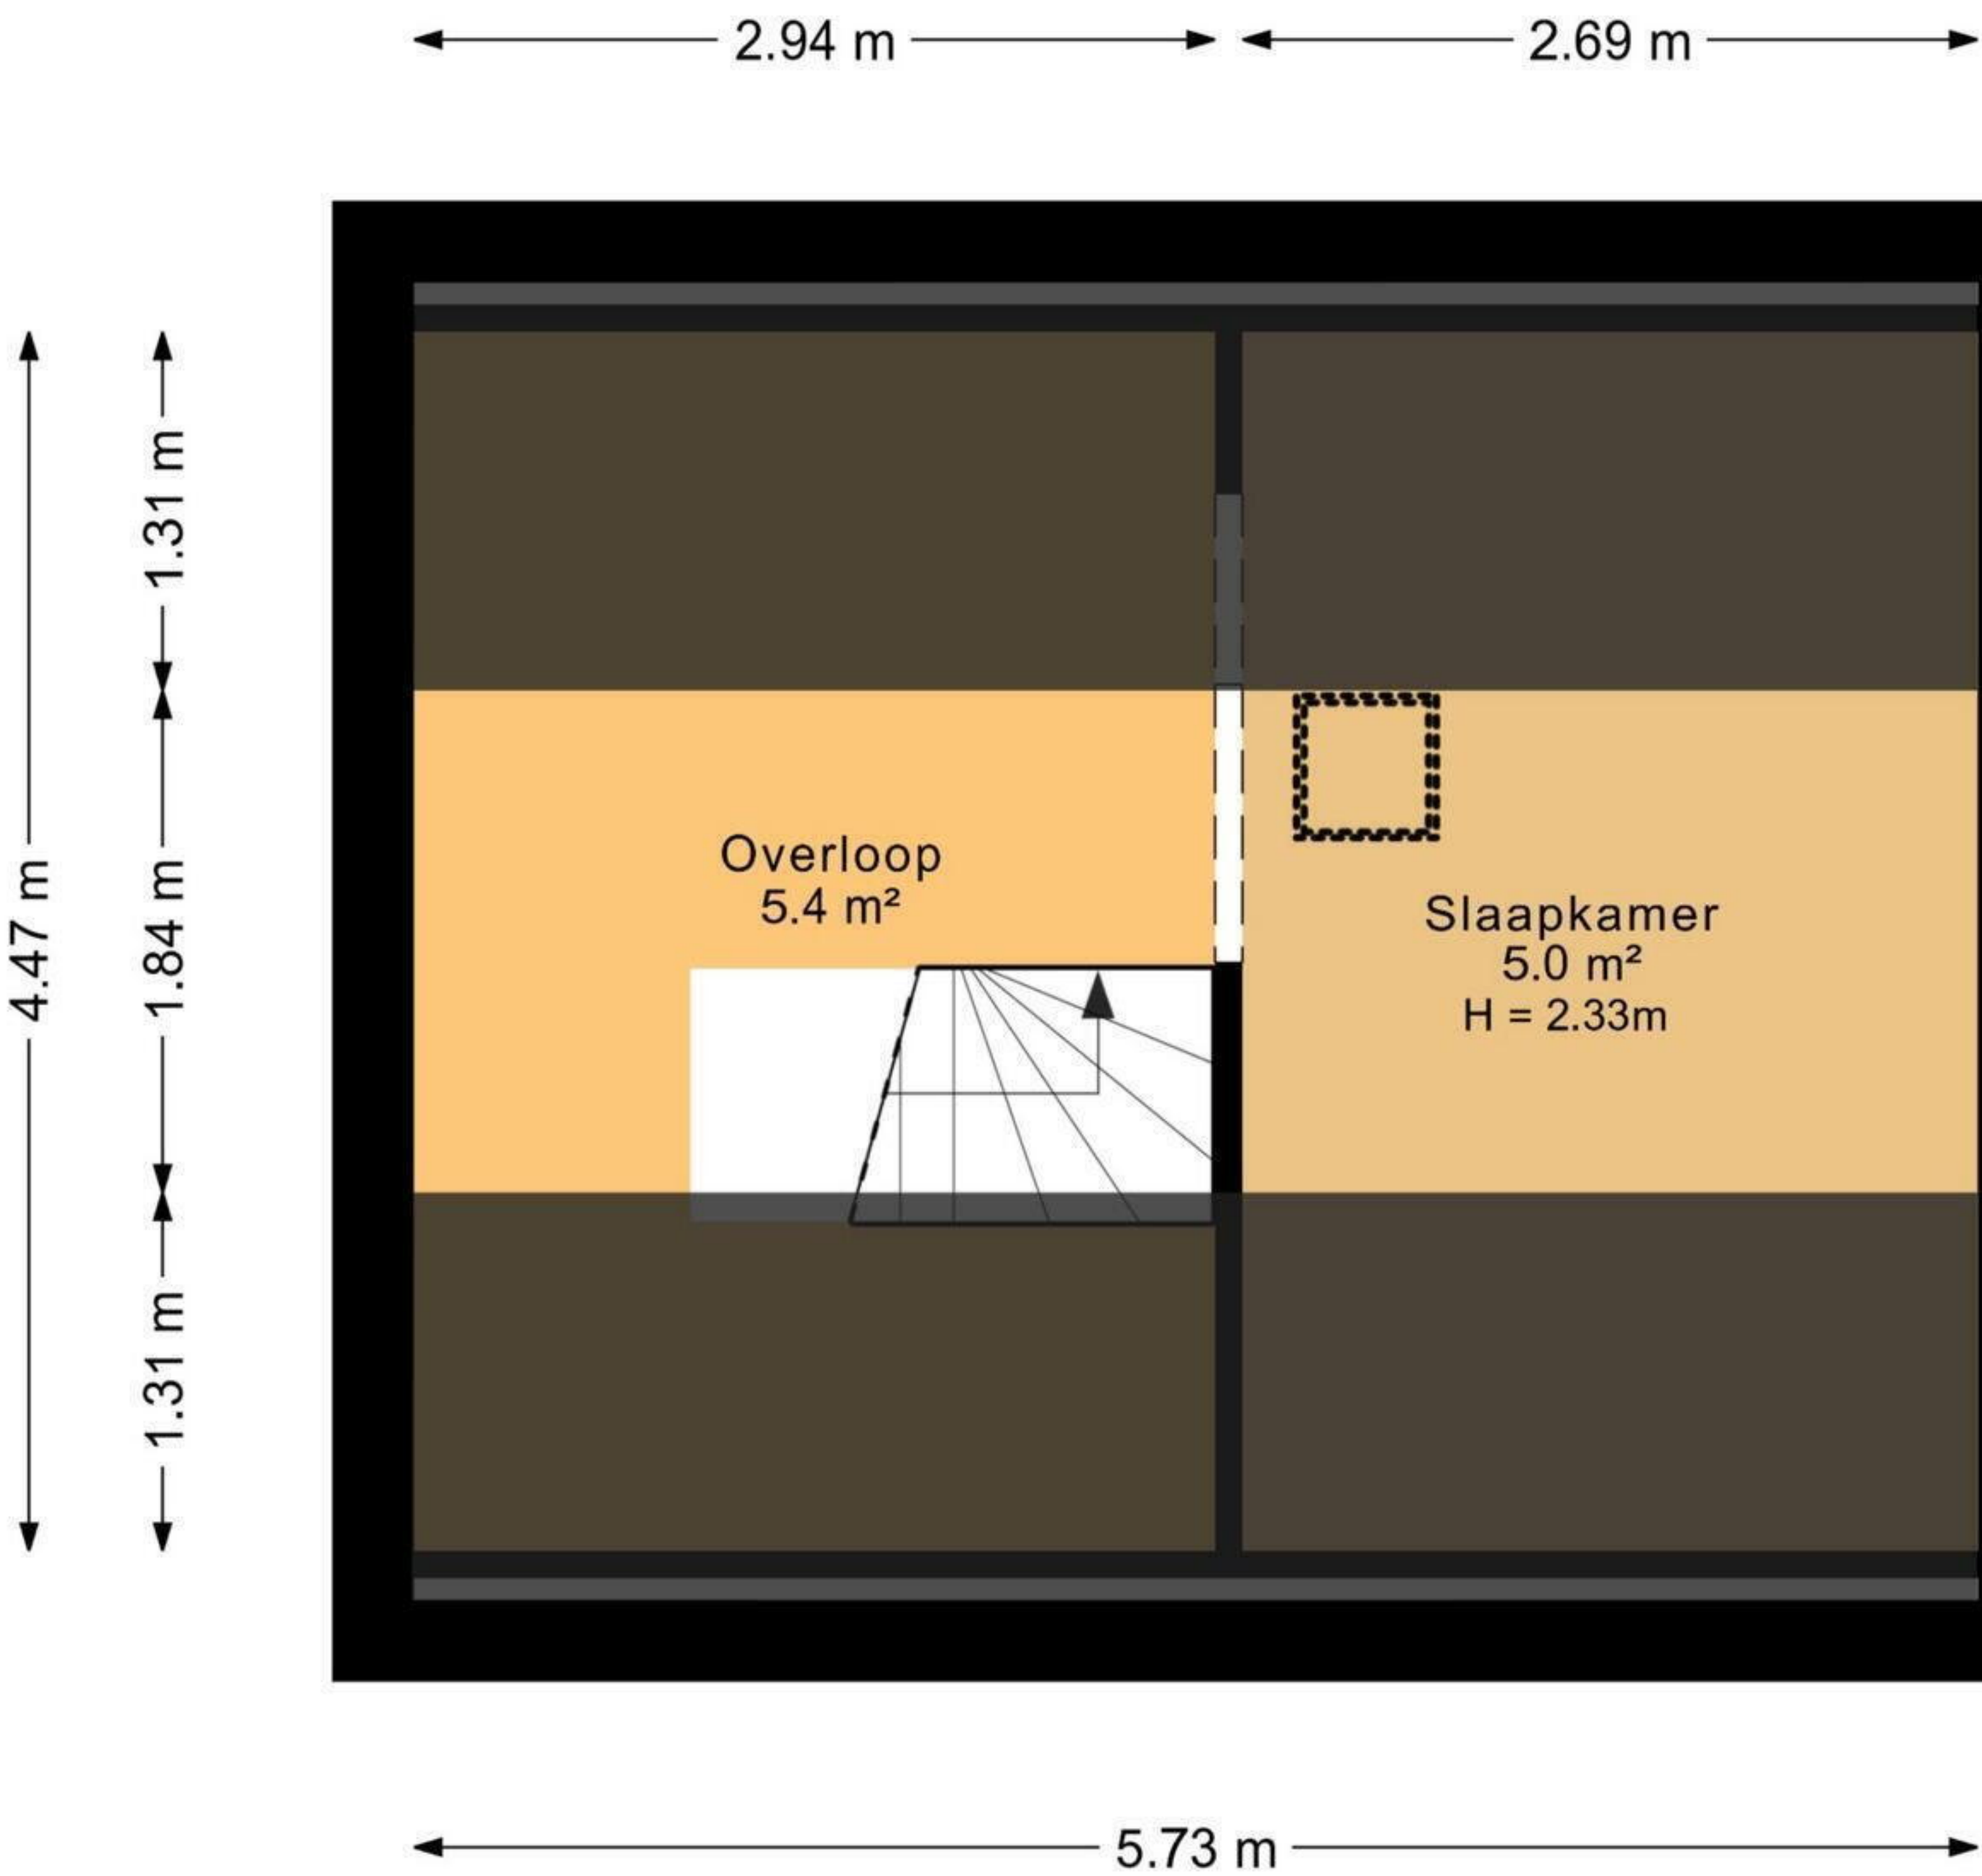 2.94 m
2.69 m
4.47 m
1.31 m
1.84 m
1.31 m
Overloop
5.4 m²
Slaapkamer
5.0 m²
H = 2.33m
5.73 m